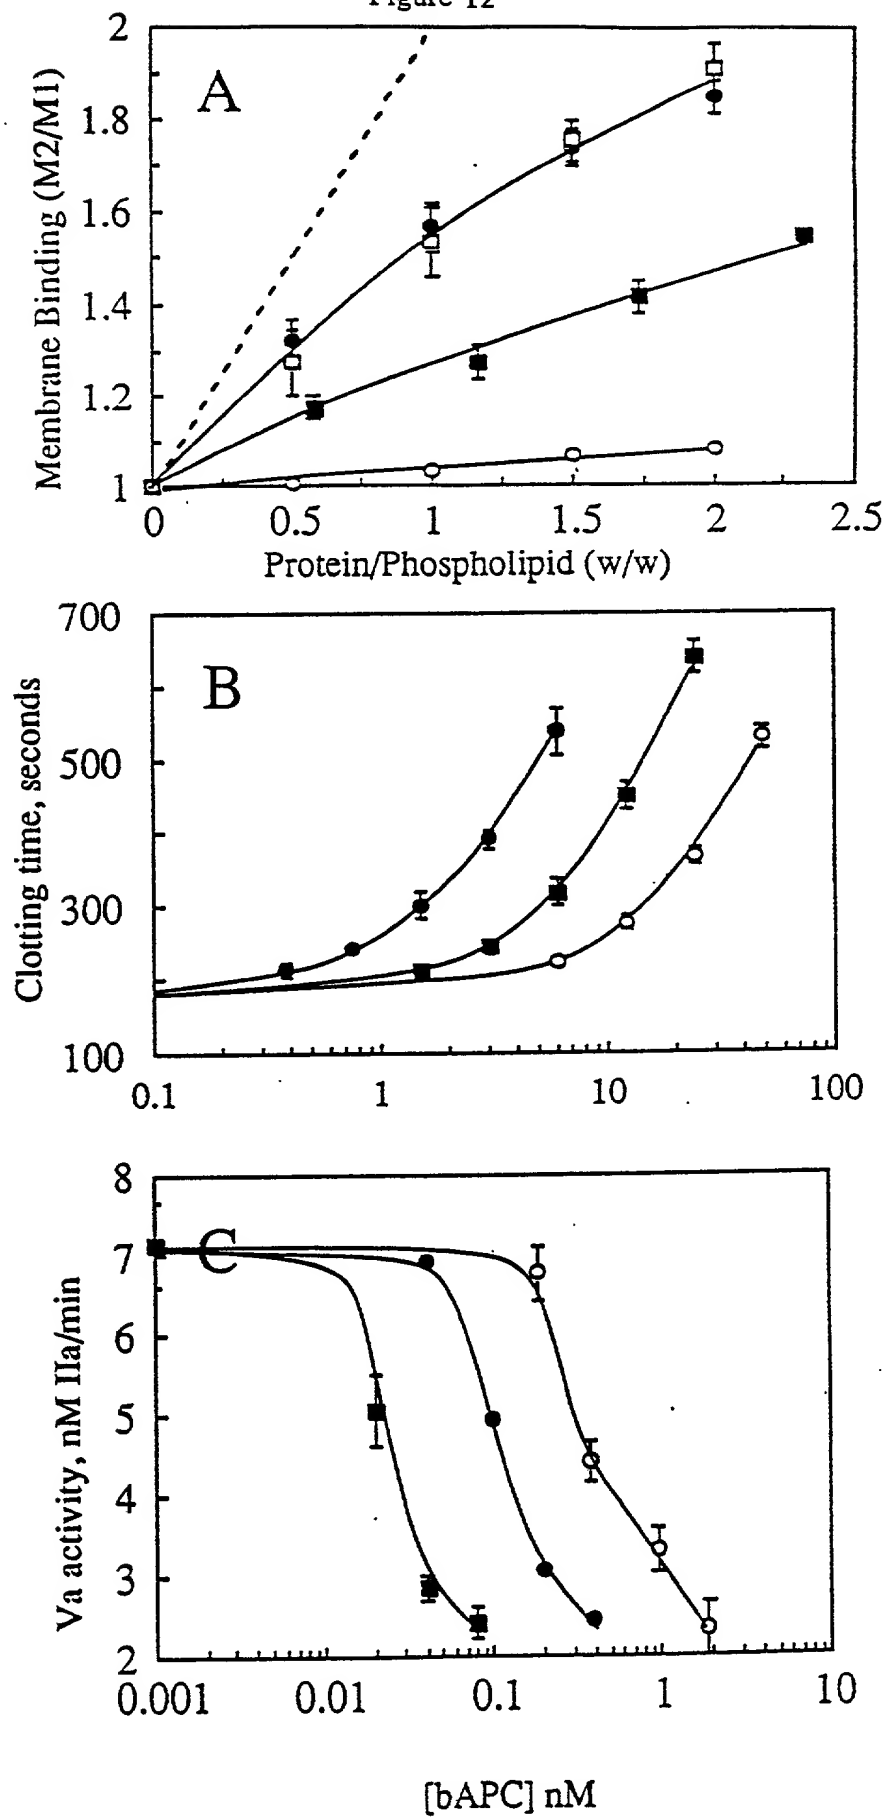 Figure 12
2
1.8
1.6
1.4
1.2
1
A
Membrane Binding (M2/M1)
0 0.5 1 1.5 2 2.5
Protein/Phospholipid (w/w)
700
500
300
100
B
Clotting time, seconds
0.1 1 10 100
8
7
6
5
4
3
2
C
Va activity, nM IIa/min
0.001 0.01 0.1 1 10
[bAPC] nM